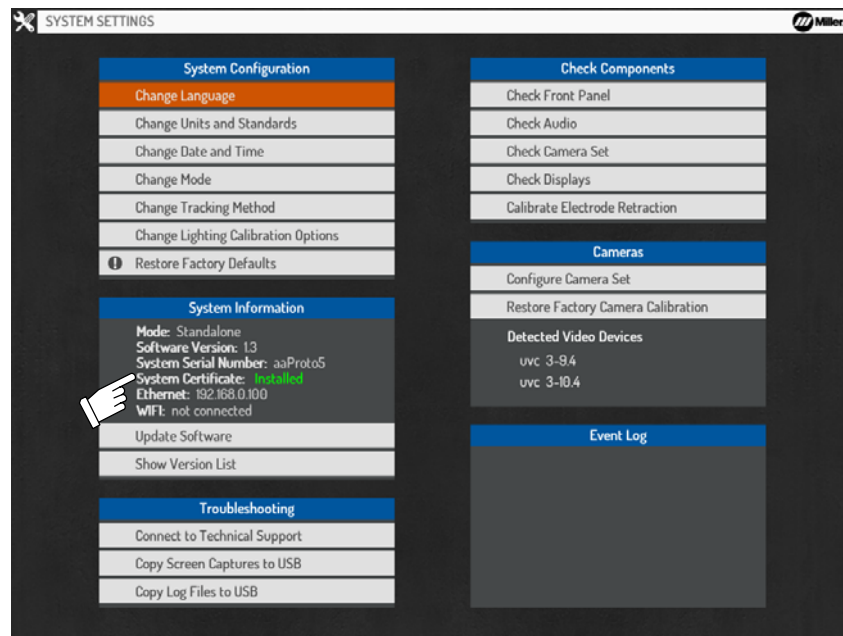 SYSTEM SETTINGS
Miller
System Configuration
Change Language
Change Units and Standards
Change Date and Time
Change Mode
Change Tracking Method
Change Lighting Calibration Options
Restore Factory Defaults
System Information
Mode: Standalone
Software Version: 1.3
System Serial Number: aaProto5
System Certificate: Installed
Ethernet: 192.168.0.100
WIFI: not connected
Update Software
Show Version List
Troubleshooting
Connect to Technical Support
Copy Screen Captures to USB
Copy Log Files to USB
Check Components
Check Front Panel
Check Audio
Check Camera Set
Check Displays
Calibrate Electrode Retraction
Cameras
Configure Camera Set
Restore Factory Camera Calibration
Detected Video Devices
uvc 3-9.4
uvc 3-10.4
Event Log